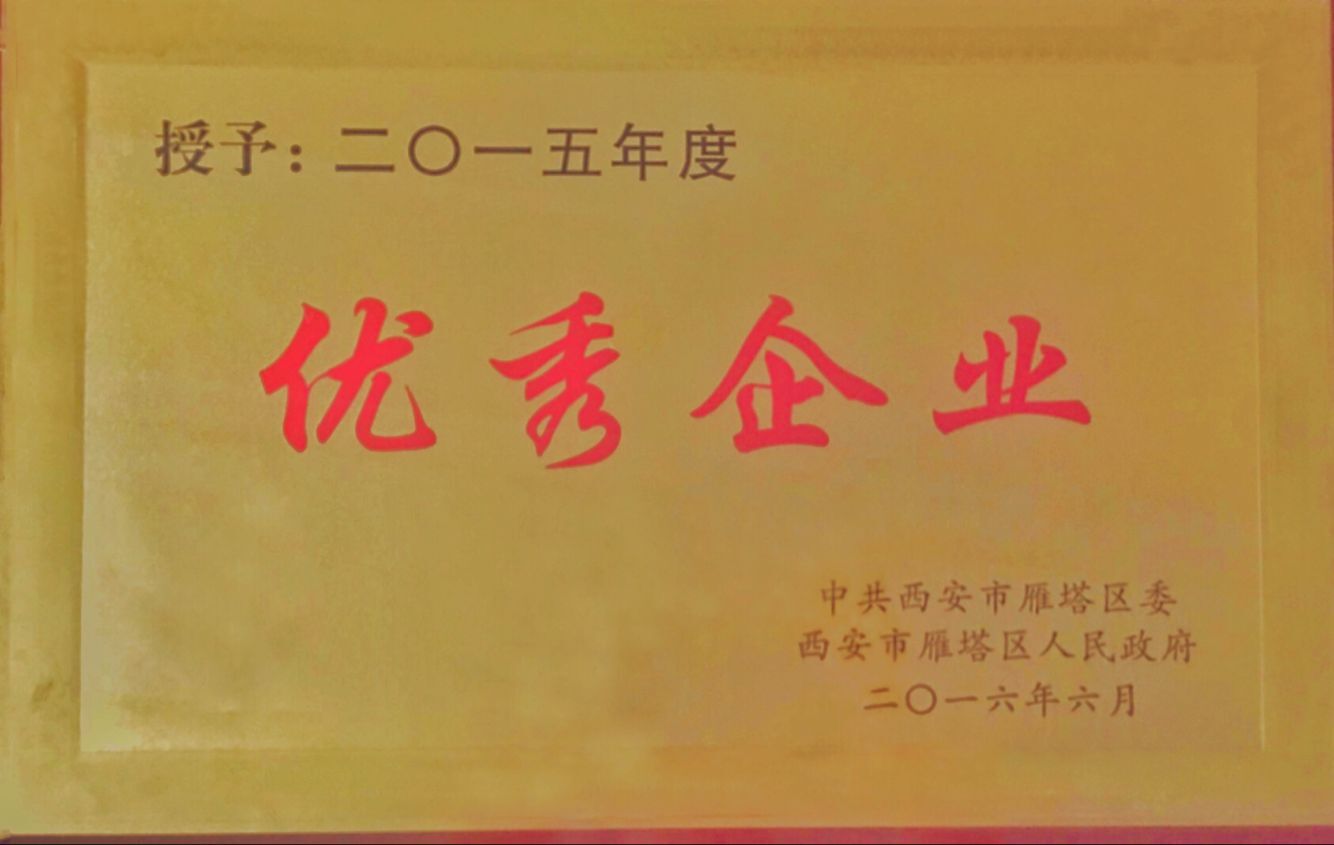 授予：二〇一五年度
优秀企业
中共西安市雁塔区委
西安市雁塔区人民政府
二〇一六年六月